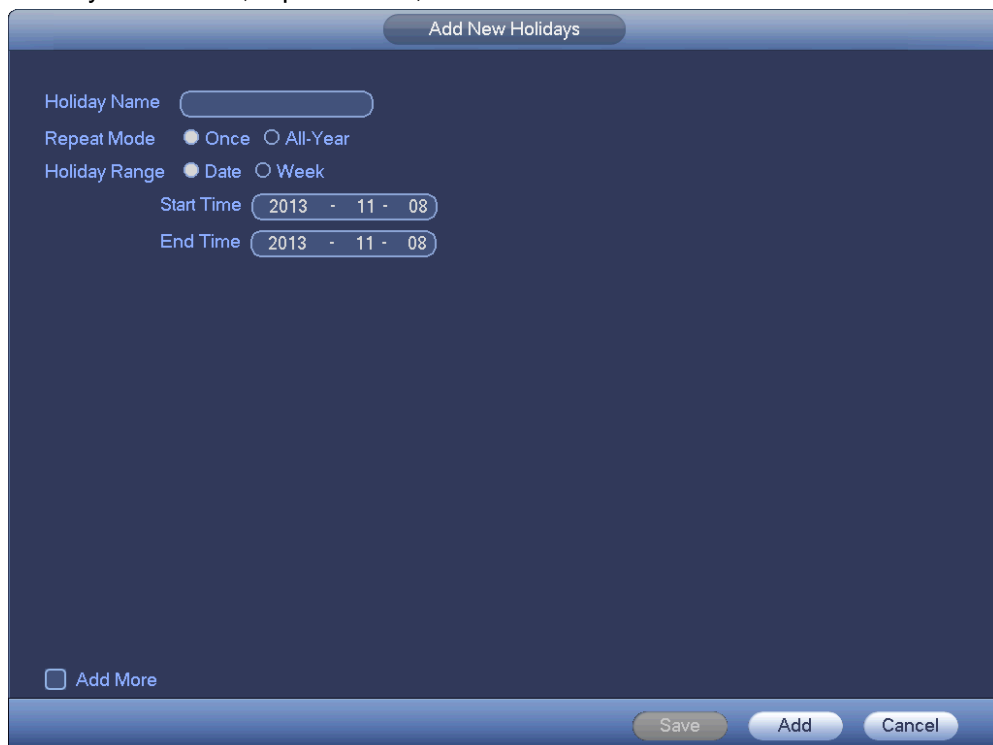 Add New Holidays
Holiday Name
Repeat Mode Once All-Year
Holiday Range Date Week
Start Time 2013 - 11 - 08
End Time 2013 - 11 - 08
Add More
Save Add Cancel